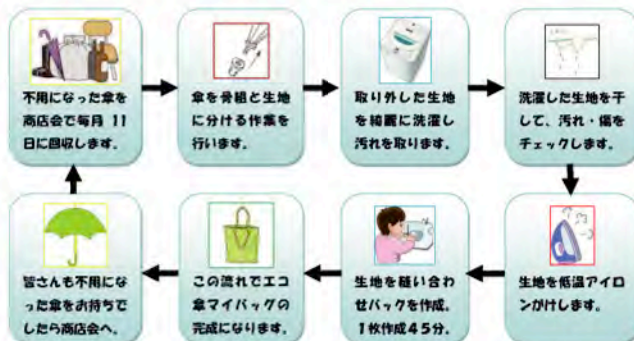 不用になった傘を
商店会で毎月 11
日に回収します。
傘を骨組と生地
に分ける作業を
行います。
取り外した生地
を綺麗に洗濯し
汚れを取ります。
洗濯した生地を干
して、汚れ・傷を
チェックします。
生地を低温アイロ
ンがけします。
生地を縫い合わ
せバックを作成。
1枚作成45分。
この流れでエコ
傘マイバッグの
完成になります。
皆さんも不用にな
った傘をお持ちで
したら商店会へ。